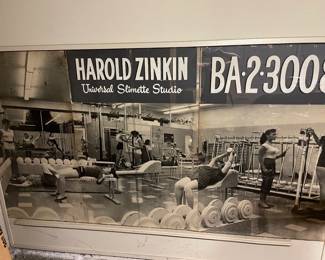 HAROLD ZINKIN
Universal Slimette Studio
BA·2·3008